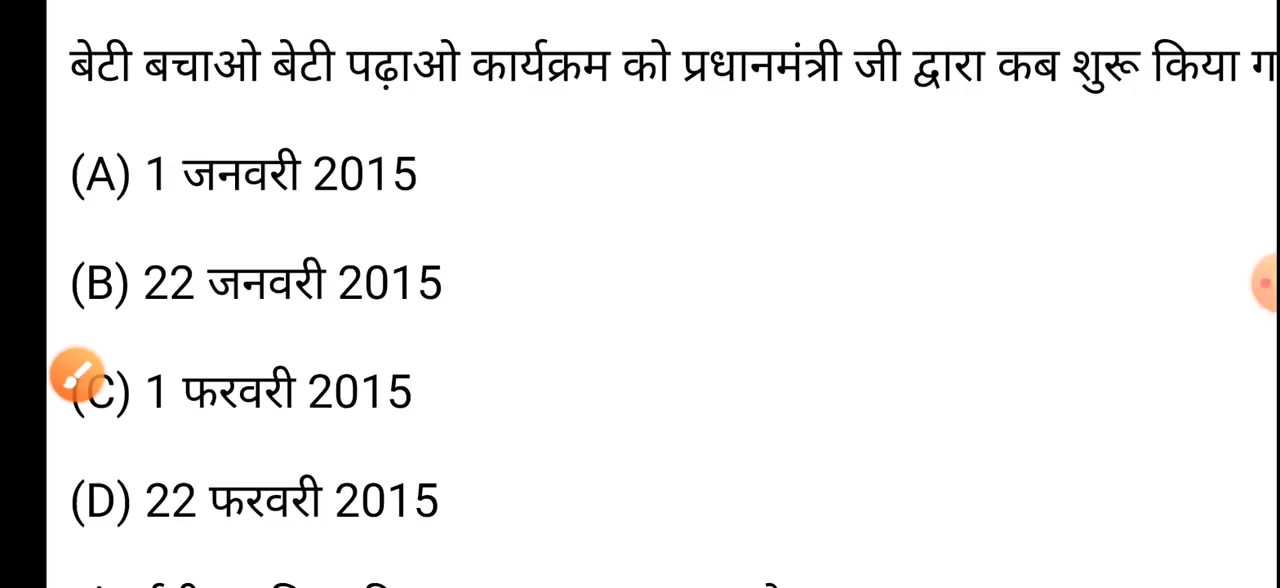 बेटी बचाओ बेटी पढ़ाओ कार्यक्रम को प्रधानमंत्री जी द्वारा कब शुरू किया
(A) 1 जनवरी 2015
(B) 22 जनवरी 2015
(C) 1 फरवरी 2015
(D) 22 फरवरी 2015